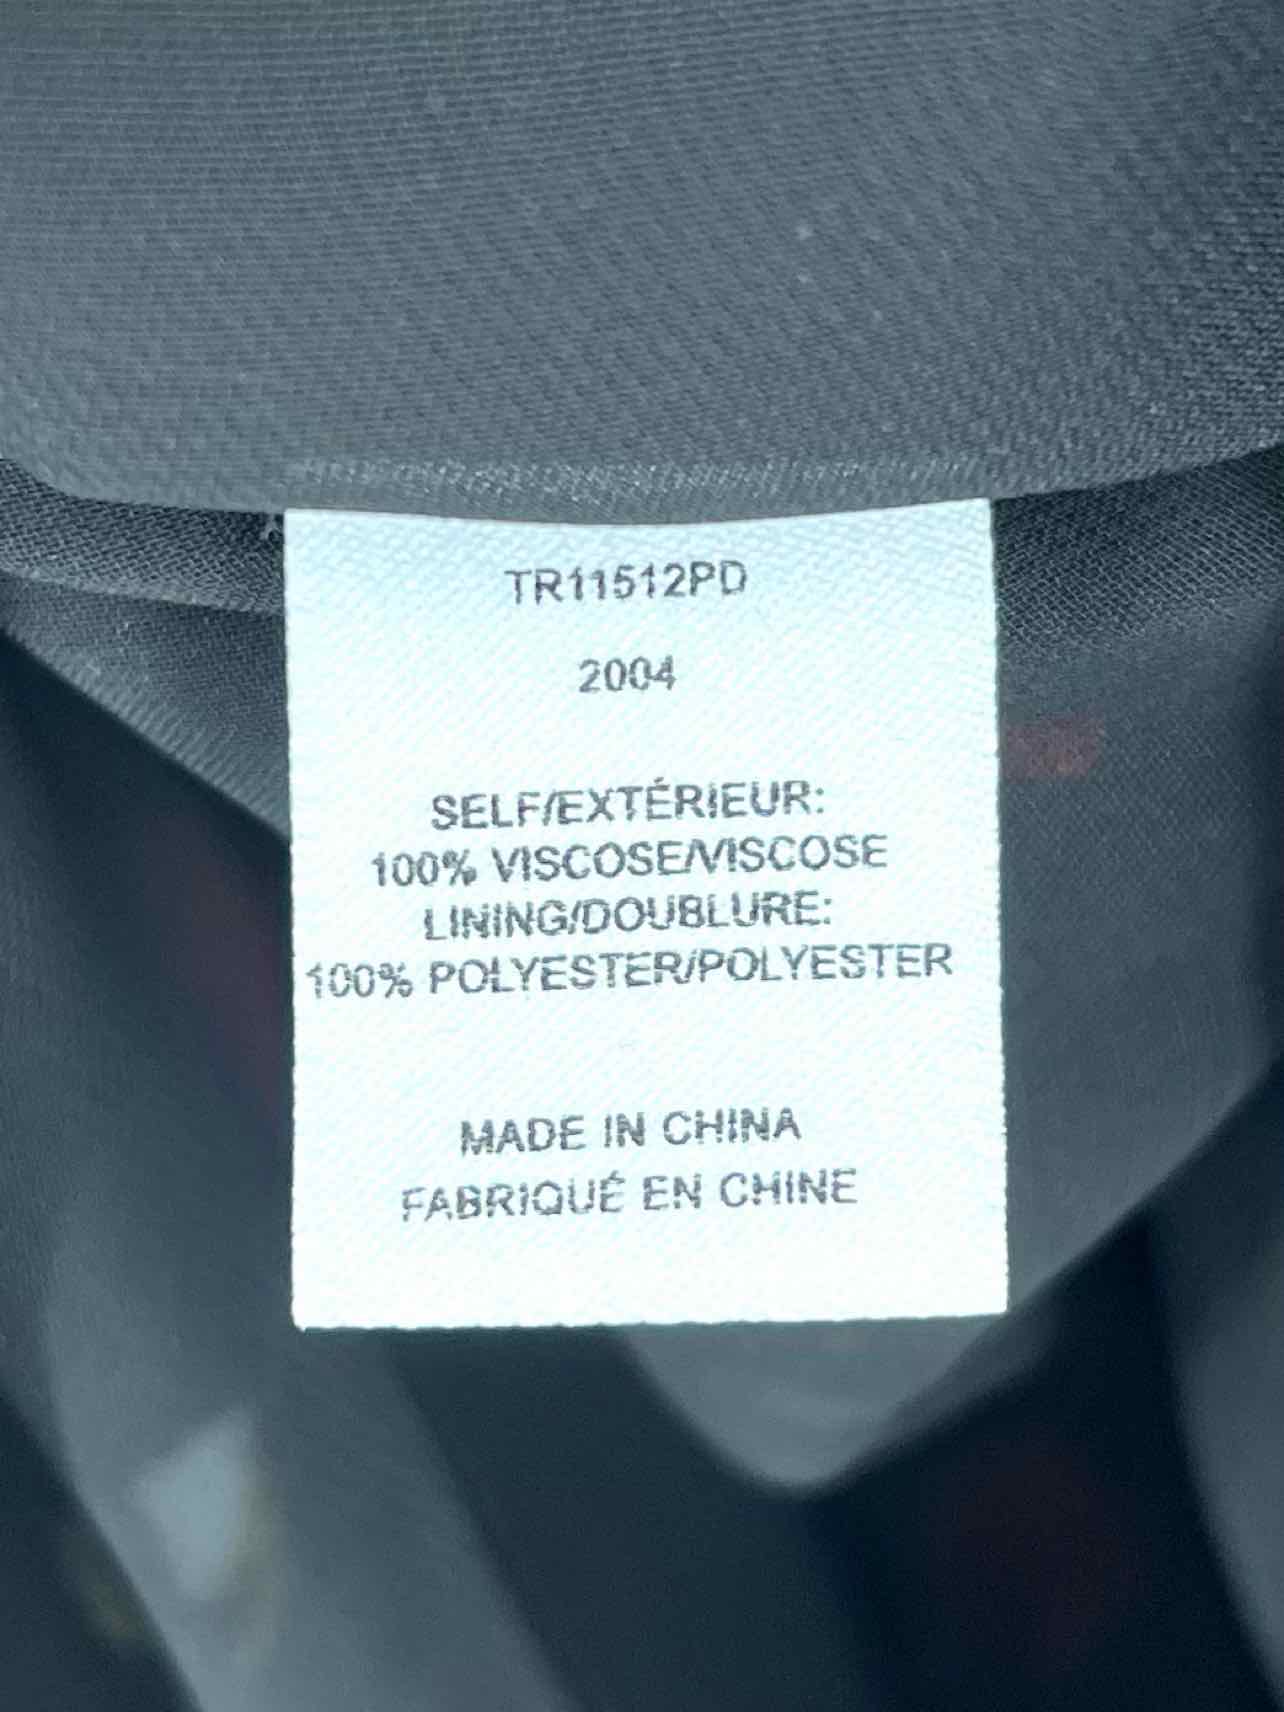 TR11512PD
2004
SELF/EXTÉRIEUR:
100% VISCOSE/VISCOSE
LINING/DOUBLURE:
100% POLYESTER/POLYESTER
MADE IN CHINA
FABRIQUÉ EN CHINE